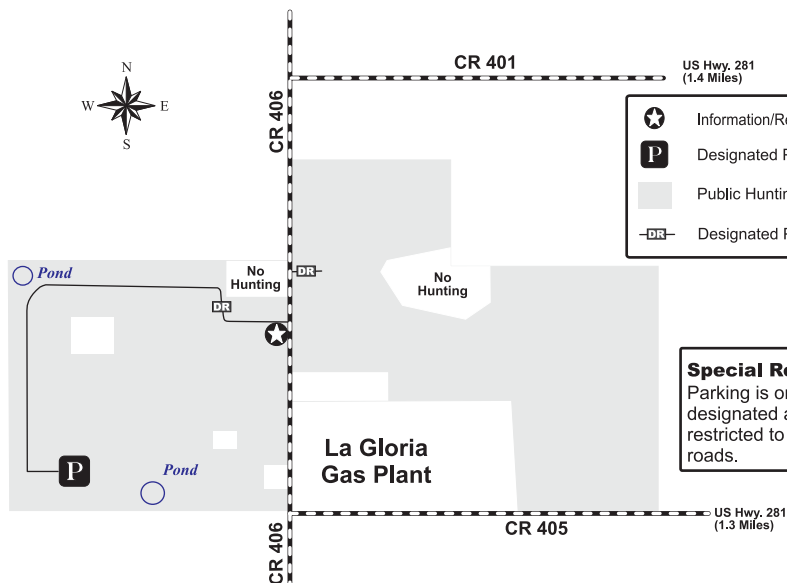 CR 401
US Hwy. 281
(1.4 Miles)
N
W
E
S
CR 406
Information/Re
P
Designated P
Public Huntin
DR
Designated R
Pond
No
Hunting
DR
No
Hunting
DR
Special Re
Parking is on
designated a
restricted to
roads.
La Gloria
Gas Plant
P
Pond
US Hwy. 281
(1.3 Miles)
CR 405
CR 406